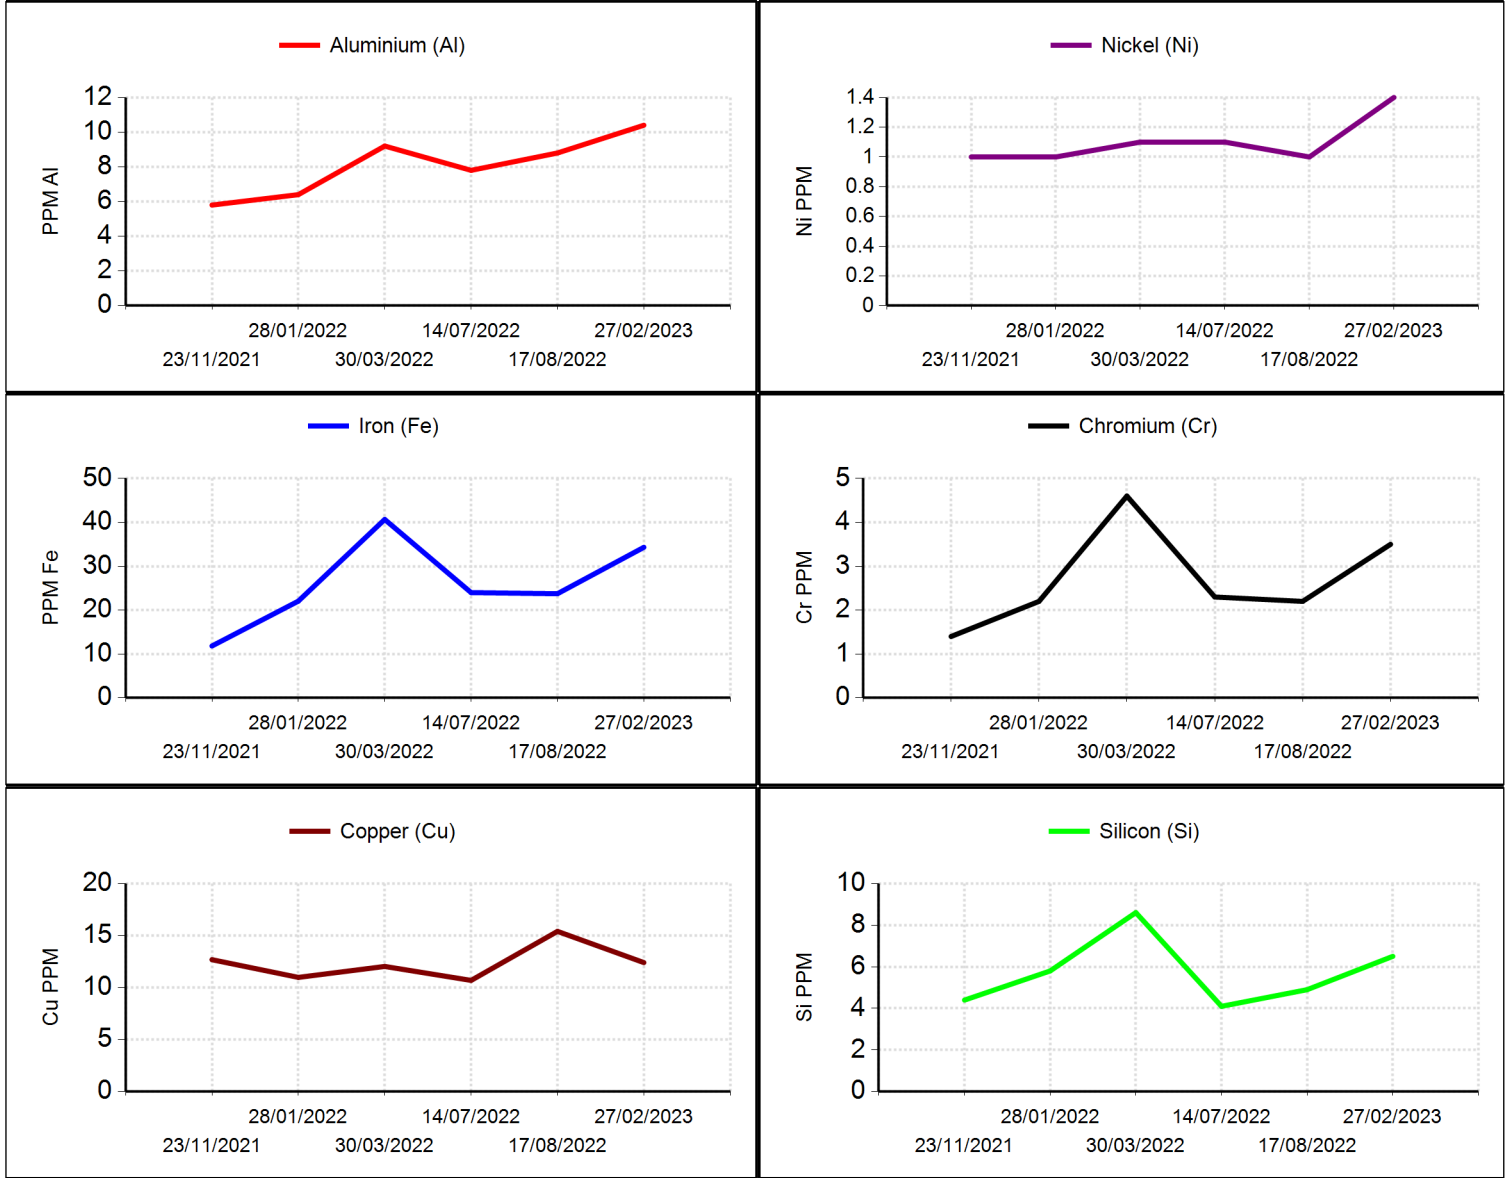 Aluminium (Al)
PPM Al
12
10
8
6
4
2
0
28/01/2022 14/07/2022 27/02/2023
23/11/2021 30/03/2022 17/08/2022
Nickel (Ni)
Ni PPM
1.4
1.2
1
0.8
0.6
0.4
0.2
0
28/01/2022 14/07/2022 27/02/2023
23/11/2021 30/03/2022 17/08/2022
Iron (Fe)
PPM Fe
50
40
30
20
10
0
28/01/2022 14/07/2022 27/02/2023
23/11/2021 30/03/2022 17/08/2022
Chromium (Cr)
Cr PPM
5
4
3
2
1
0
28/01/2022 14/07/2022 27/02/2023
23/11/2021 30/03/2022 17/08/2022
Copper (Cu)
Cu PPM
20
15
10
5
0
28/01/2022 14/07/2022 27/02/2023
23/11/2021 30/03/2022 17/08/2022
Silicon (Si)
Si PPM
10
8
6
4
2
0
28/01/2022 14/07/2022 27/02/2023
23/11/2021 30/03/2022 17/08/2022